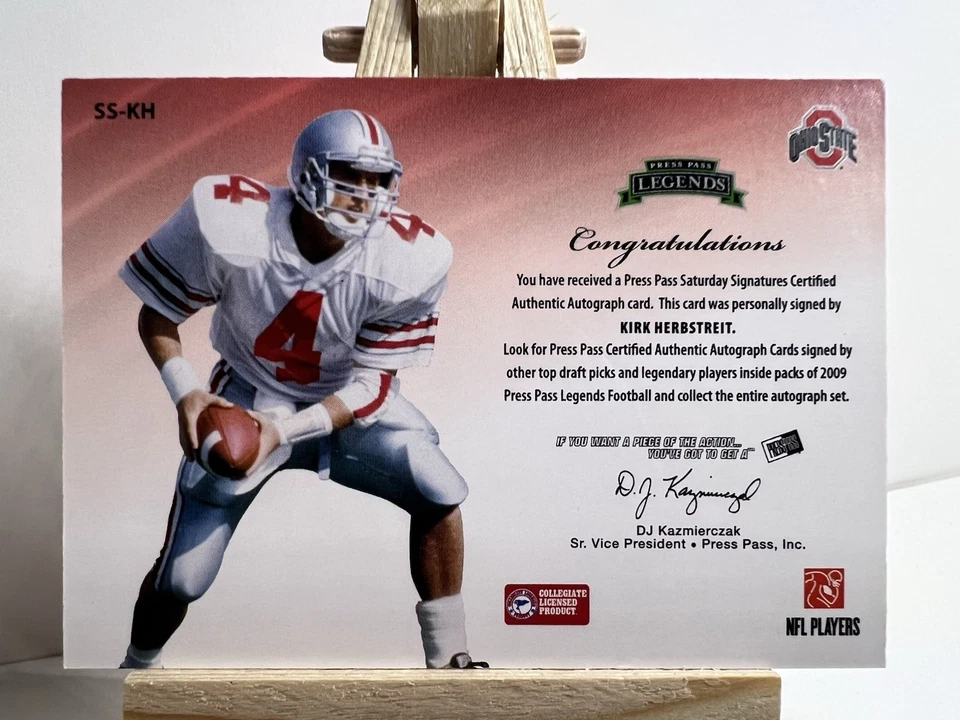 SS-KH
OHIO STATE
PRESS PASS
LEGENDS
4
4
4
Congratulations
You have received a Press Pass Saturday Signatures Certified
Authentic Autograph card. This card was personally signed by
KIRK HERBSTREIT.
Look for Press Pass Certified Authentic Autograph Cards signed by
other top draft picks and legendary players inside packs of 2009
Press Pass Legends Football and collect the entire autograph set.
IF YOU WANT A PIECE OF THE ACTION...
YOU'VE GOT TO GET A™
D.J. Kazmierczak
DJ Kazmierczak
Sr. Vice President • Press Pass, Inc.
COLLEGIATE
LICENSED
PRODUCT
NFL PLAYERS